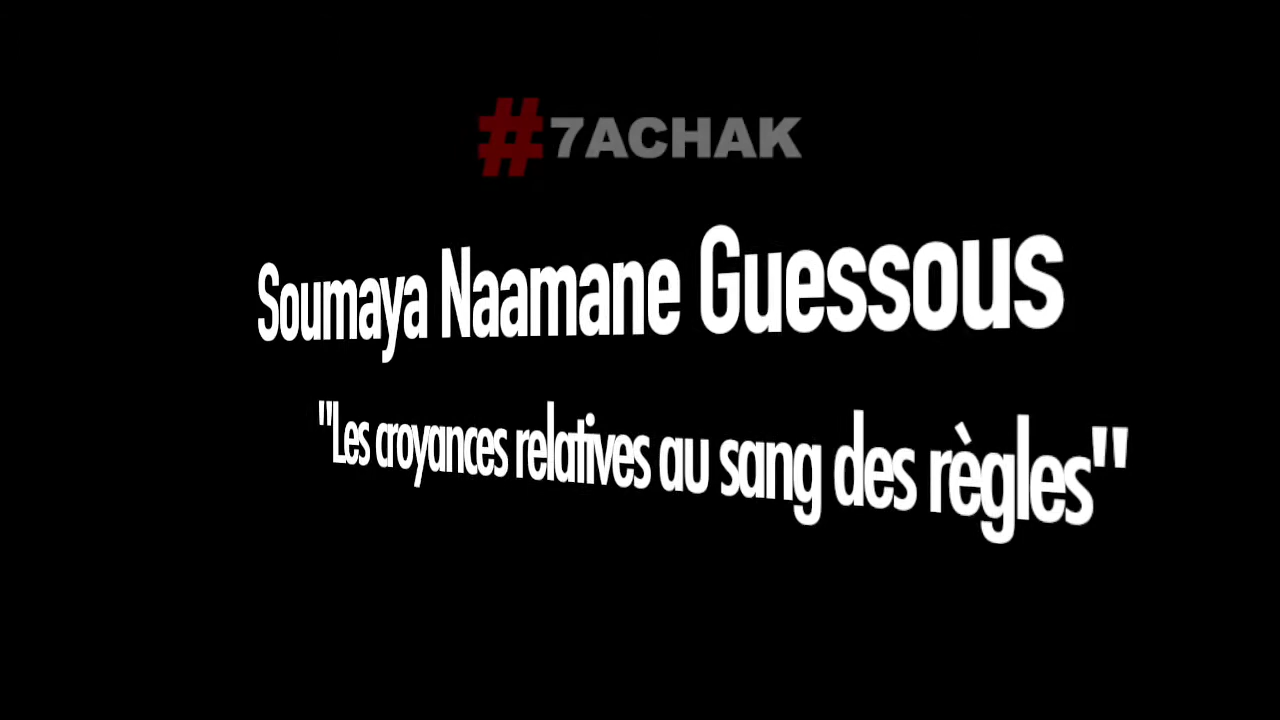 #7ACHAK
Soumaya Naamane Guessous
"Les croyances relatives au sang des règles"